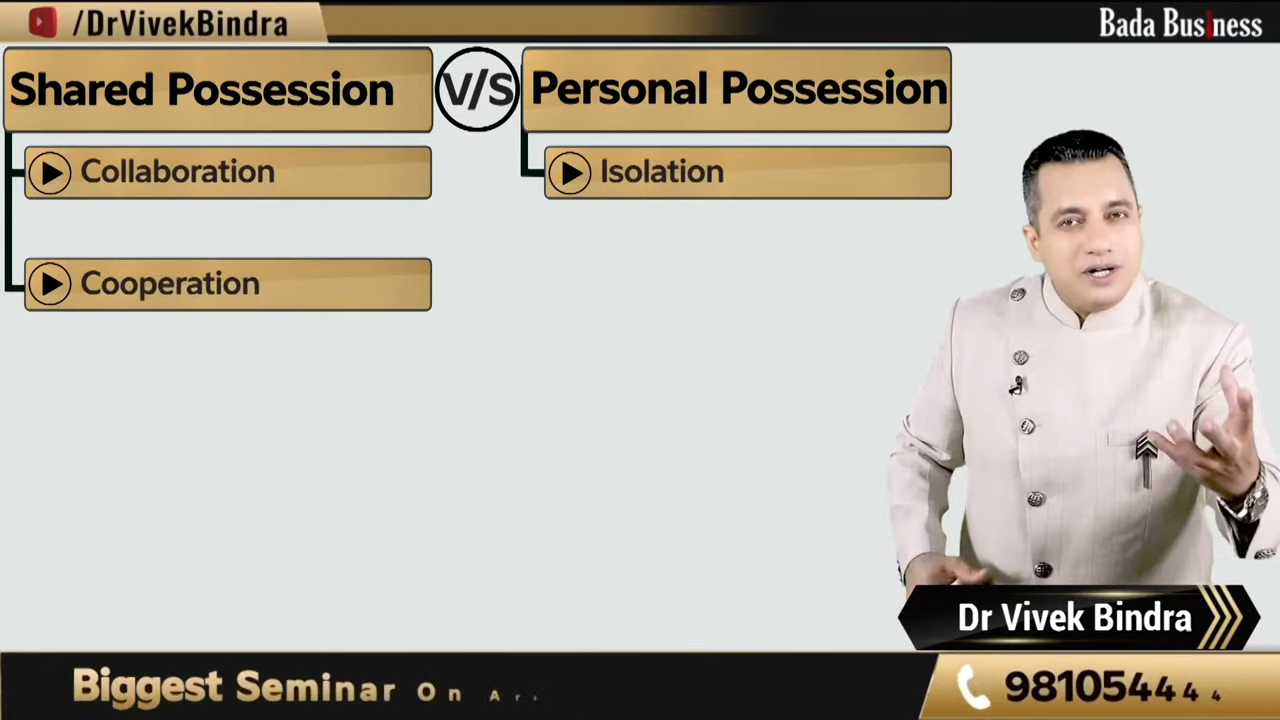 /DrVivekBindra
Bada Business
Shared Possession
V/S
Personal Possession
Collaboration
Isolation
Cooperation
Dr Vivek Bindra
Biggest Seminar On
981054444